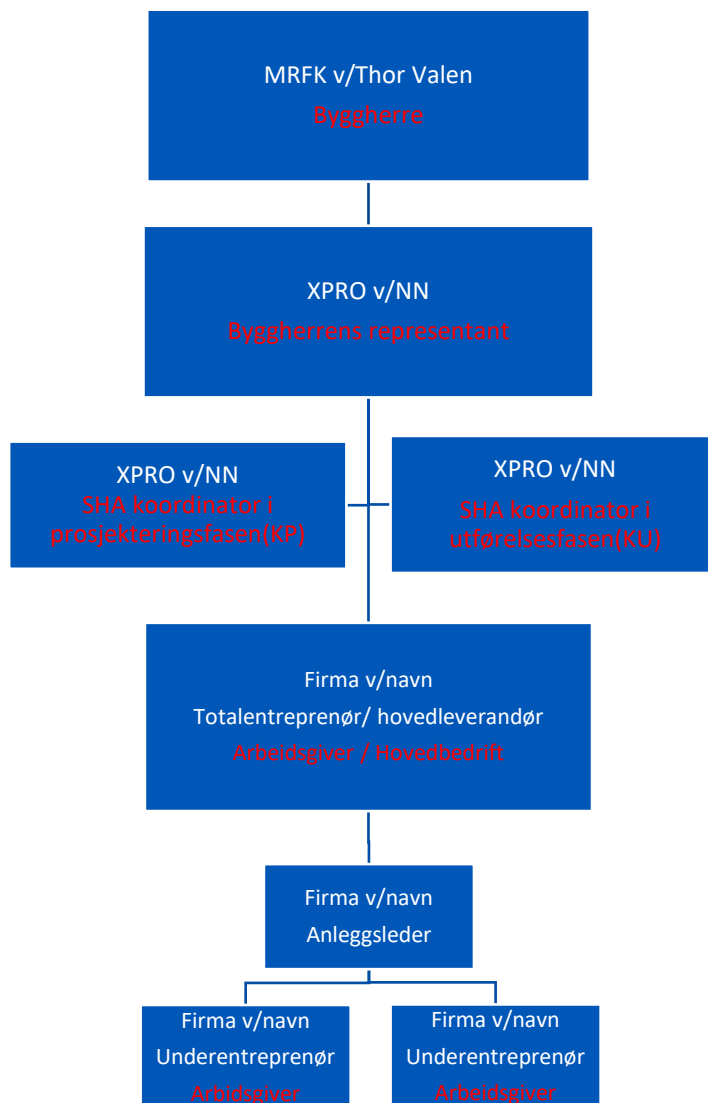 MRFK v/Thor Valen
Byggherre
XPRO v/NN
Byggherrens representant
XPRO v/NN
SHA koordinator i
prosjekteringsfasen(KP)
XPRO v/NN
SHA koordinator i
utførelsesfasen(KU)
Firma v/navn
Totalentreprenør/ hovedleverandør
Arbeidsgiver / Hovedbedrift
Firma v/navn
Anleggsleder
Firma v/navn
Underentreprenør
Arbidsgiver
Firma v/navn
Underentreprenør
Arbeidsgiver